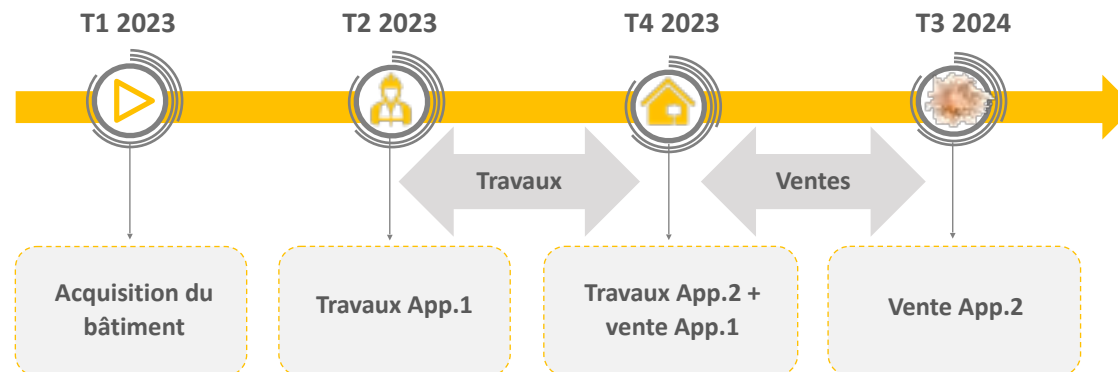 T1 2023
T2 2023
T4 2023
T3 2024
Travaux
Ventes
Acquisition du
bâtiment
Travaux App.1
Travaux App.2 +
vente App.1
Vente App.2